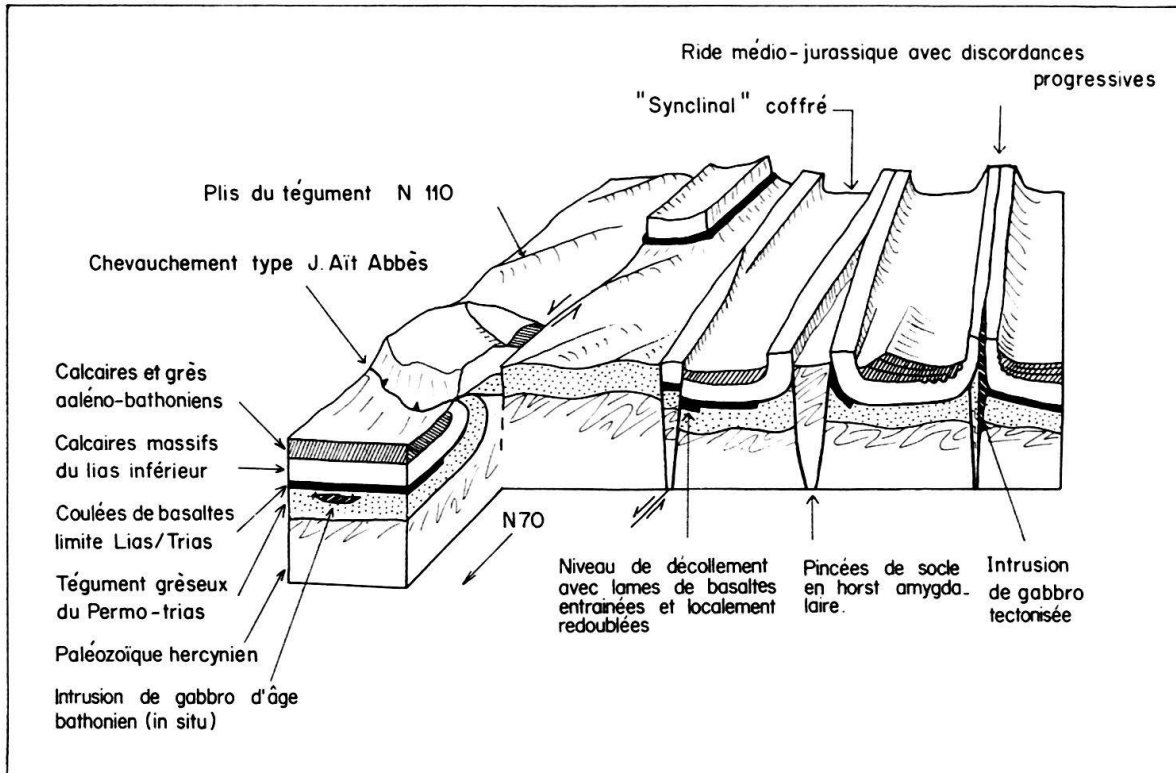 Ride médio-jurassique avec discordances
progressives
"Synclinal" coffré
Plis du tégument N 110
Chevauchement type J. Aït Abbès
Calcaires et grès
aaléno-bathoniens
Calcaires massifs
du lias inférieur
Coulées de basaltes
limite Lias/Trias
Tégument grèseux
du Permo-trias
Paléozoïque hercynien
Intrusion de gabbro d'âge
bathonien (in situ)
N70
Niveau de décollement
avec lames de basaltes
entrainées et localement
redoublées
Pincées de socle
en horst amygda_
laire.
Intrusion
de gabbro
tectonisée